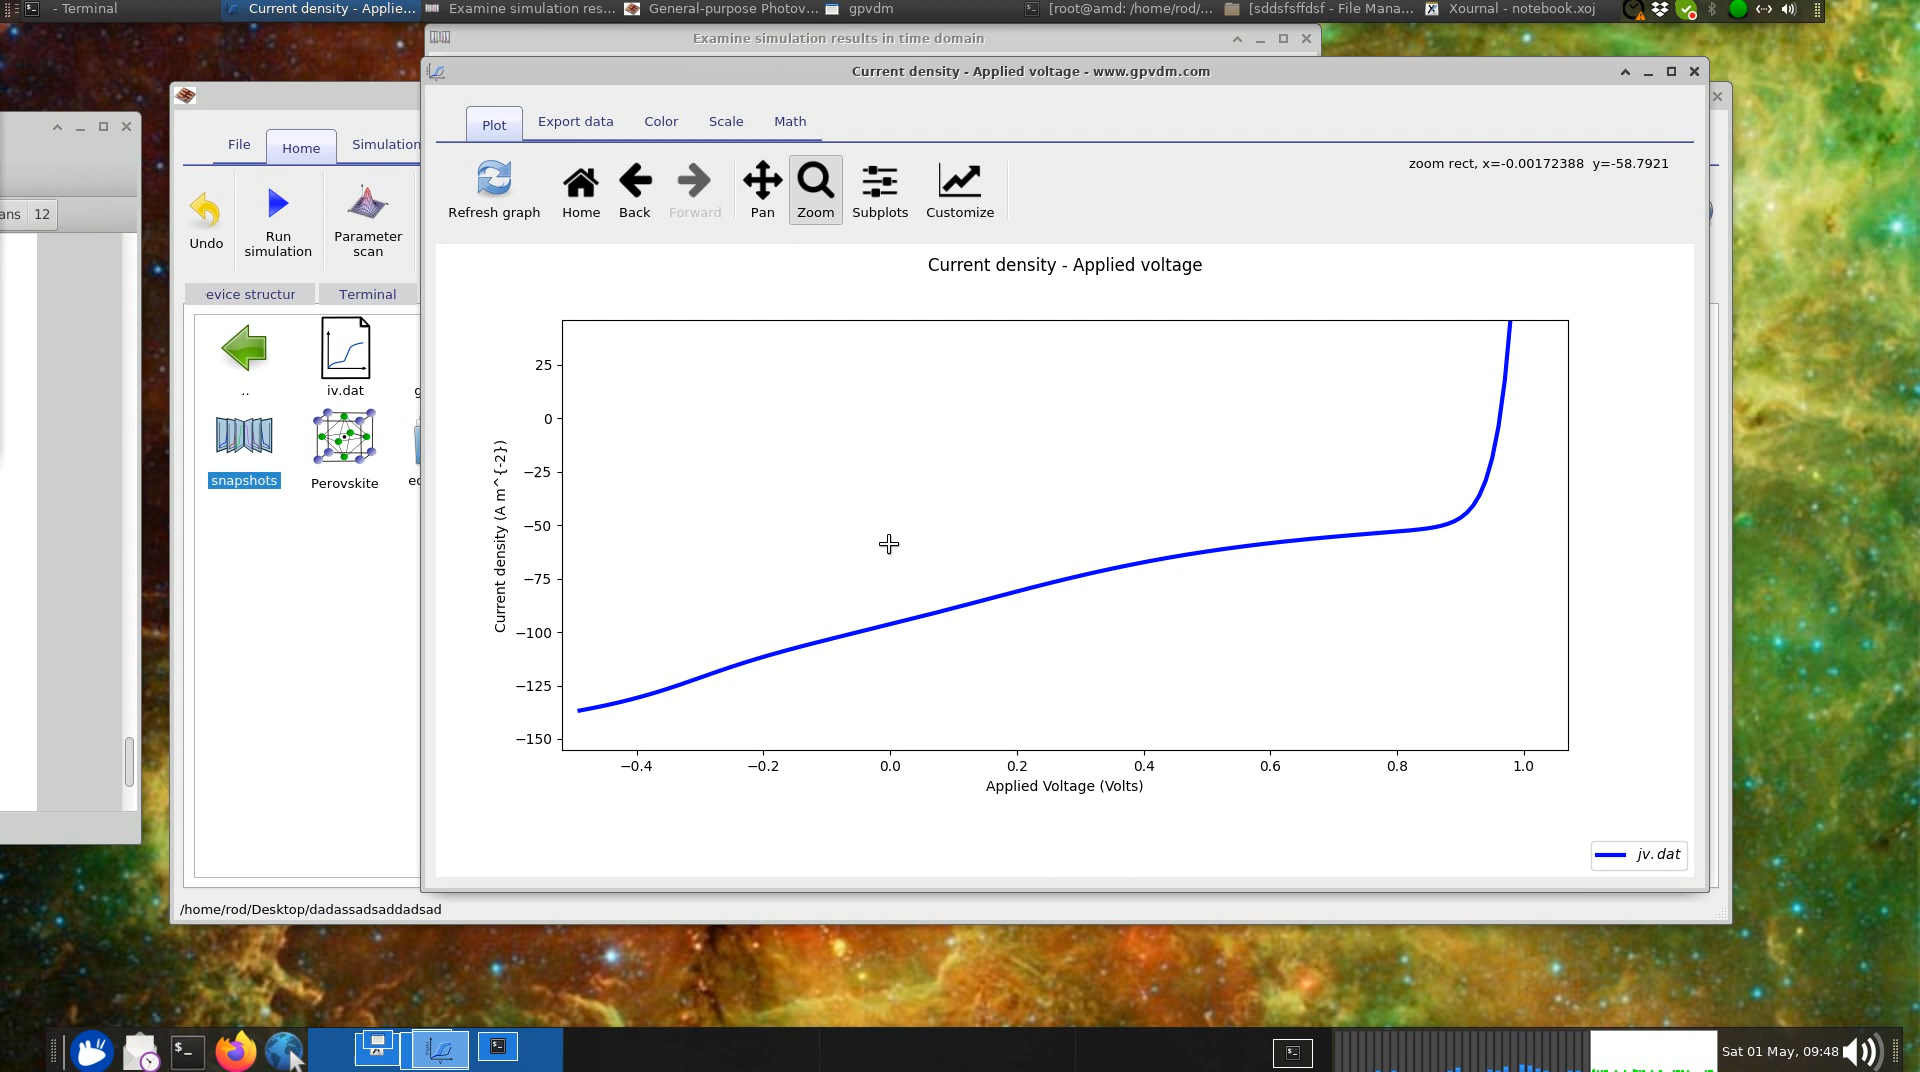 - Terminal
Current density - Applie...
Examine simulation res...
General-purpose Photov...
gpvdm
[root@amd: /home/rod/...
[sddsfsffdsf - File Mana...
Xournal - notebook.xoj
Examine simulation results in time domain
Current density - Applied voltage - www.gpvdm.com
File
Home
Simulation
Plot
Export data
Color
Scale
Math
ans
12
Undo
Run simulation
Parameter scan
Refresh graph
Home
Back
Forward
Pan
Zoom
Subplots
Customize
zoom rect, x=-0.00172388 y=-58.7921
evice structur
Terminal
..
iv.dat
g
snapshots
Perovskite
Current density - Applied voltage
25
0
−25
−50
−75
−100
−125
−150
Current density (A m^{-2})
−0.4
−0.2
0.0
0.2
0.4
0.6
0.8
1.0
Applied Voltage (Volts)
jv.dat
/home/rod/Desktop/dadassadsaddadsad
Sat 01 May, 09:48